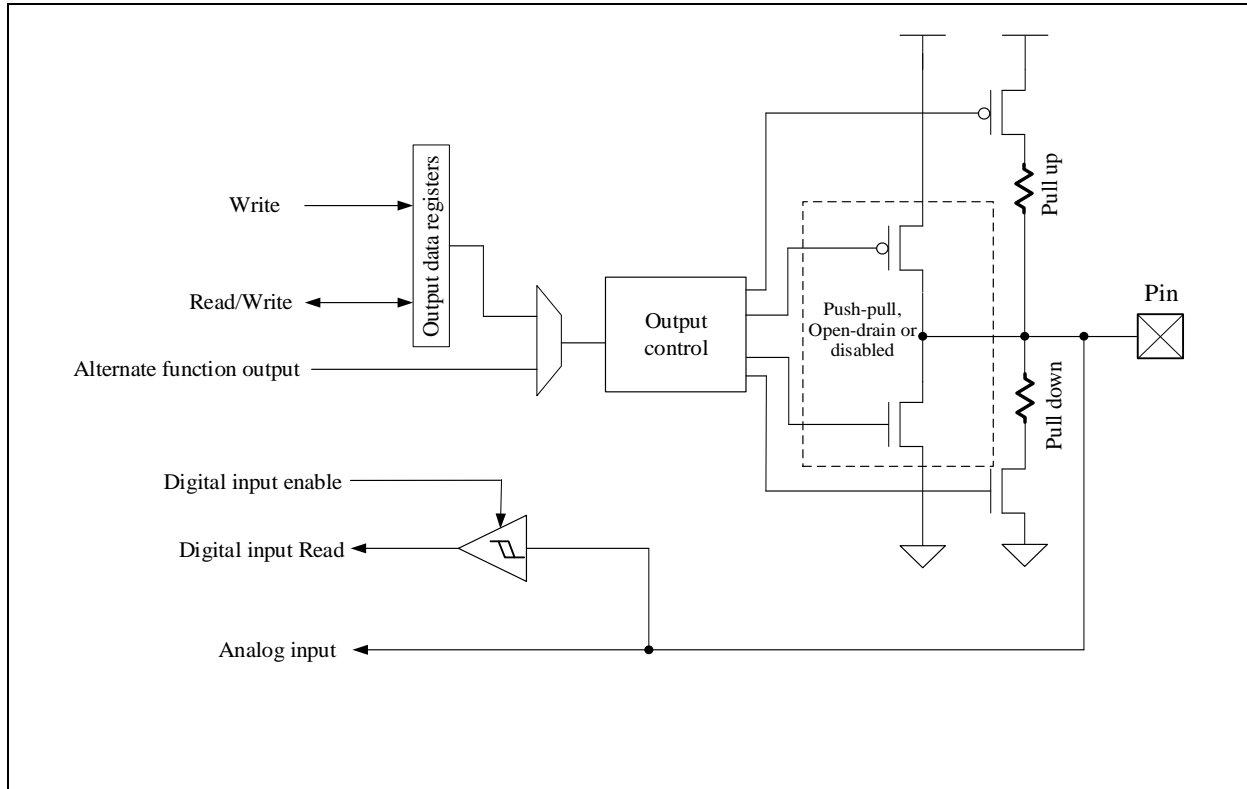 Write
Output data registers
Pull up
Read/Write
Output
control
Push-pull,
Open-drain or
disabled
Pin
Alternate function output
Pull down
Digital input enable
Digital input Read
Analog input